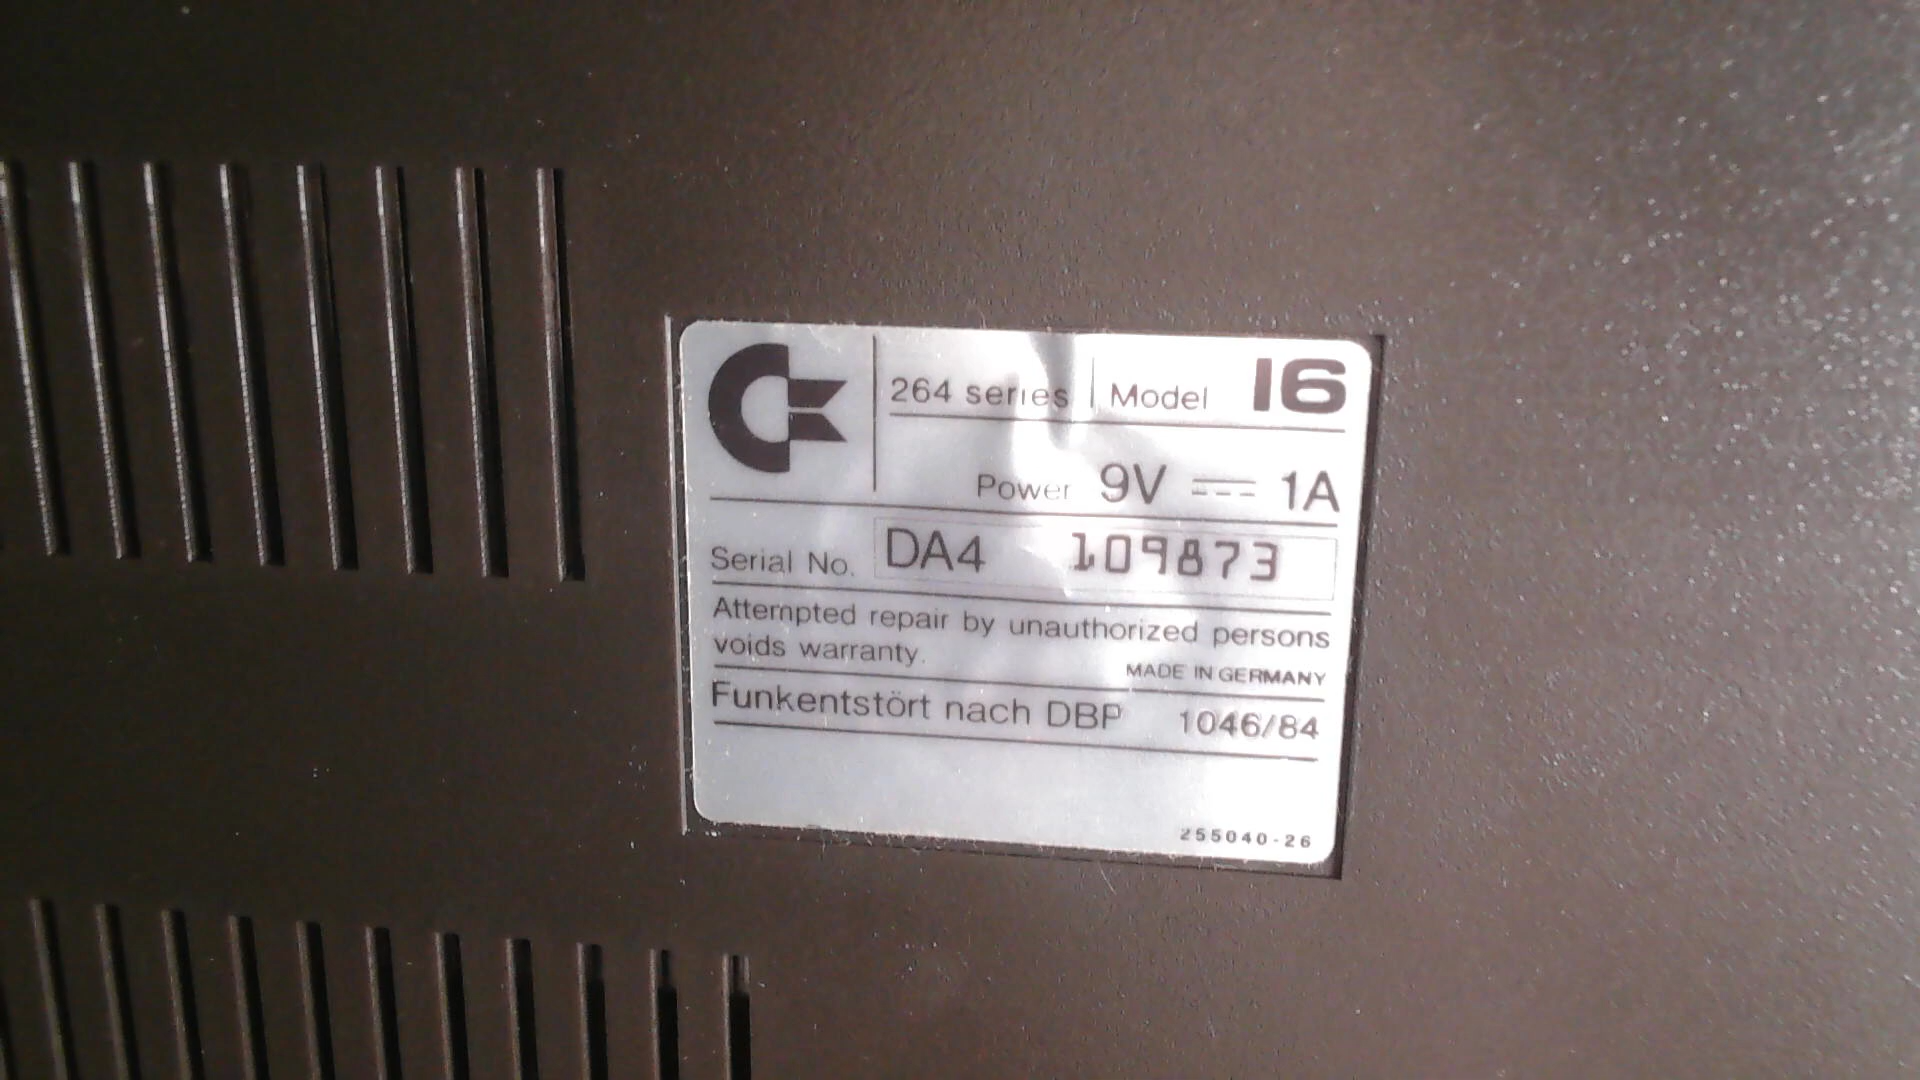 264 series Model 16
Power 9V 1A
Serial No. DA4 109873
Attempted repair by unauthorized persons
voids warranty.
MADE IN GERMANY
Funkentstört nach DBP 1046/84
255040-26